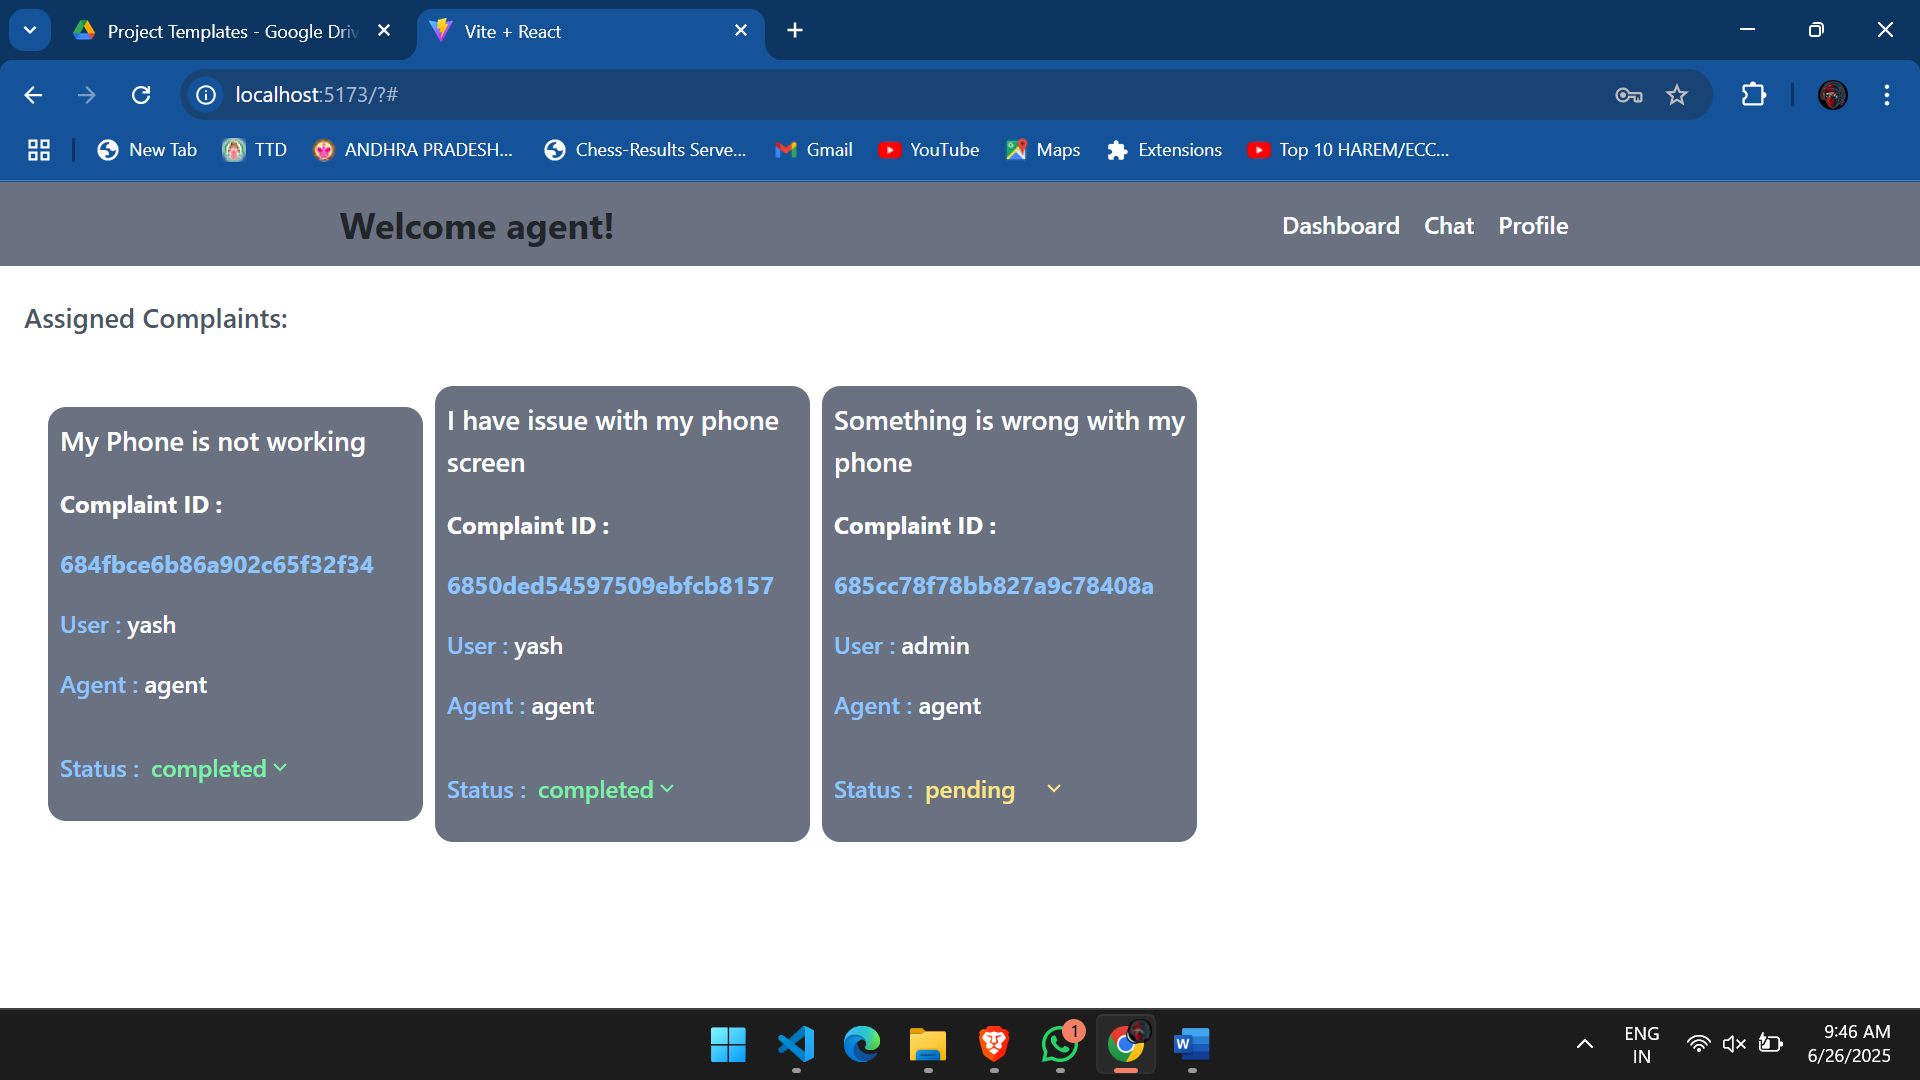 Project Templates - Google Driv
Vite + React
localhost:5173/?#
New Tab
TTD
ANDHRA PRADESH...
Chess-Results Serve...
Gmail
YouTube
Maps
Extensions
Top 10 HAREM/ECC...
Welcome agent!
Dashboard
Chat
Profile
Assigned Complaints:
My Phone is not working
Complaint ID :
684fbce6b86a902c65f32f34
User : yash
Agent : agent
Status : completed
I have issue with my phone
screen
Complaint ID :
6850ded54597509ebfcb8157
User : yash
Agent : agent
Status : completed
Something is wrong with my
phone
Complaint ID :
685cc78f78bb827a9c78408a
User : admin
Agent : agent
Status : pending
1
W
ENG
IN
9:46 AM
6/26/2025